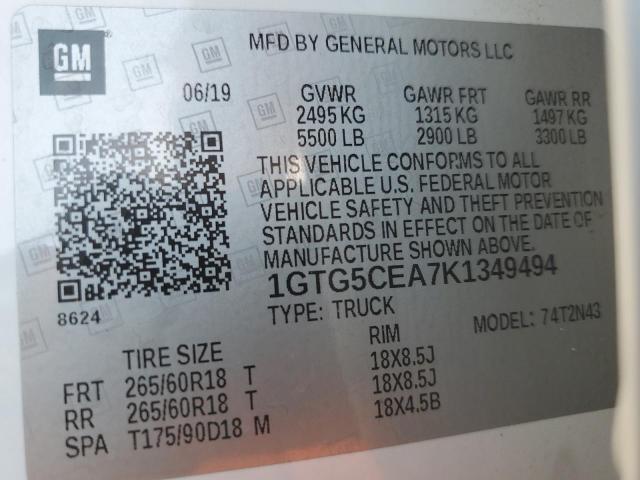 GM
MFD BY GENERAL MOTORS LLC
06/19
GVWR GAWR FRT GAWR RR
2495 KG 1315 KG 1497 KG
5500 LB 2900 LB 3300 LB
THIS VEHICLE CONFORMS TO ALL
APPLICABLE U.S. FEDERAL MOTOR
VEHICLE SAFETY AND THEFT PREVENTION
STANDARDS IN EFFECT ON THE DATE OF
MANUFACTURE SHOWN ABOVE.
1GTG5CEA7K1349494
8624
TYPE: TRUCK MODEL: 74T2N43
TIRE SIZE RIM
FRT 265/60R18 T 18X8.5J
RR 265/60R18 T 18X8.5J
SPA T175/90D18 M 18X4.5B